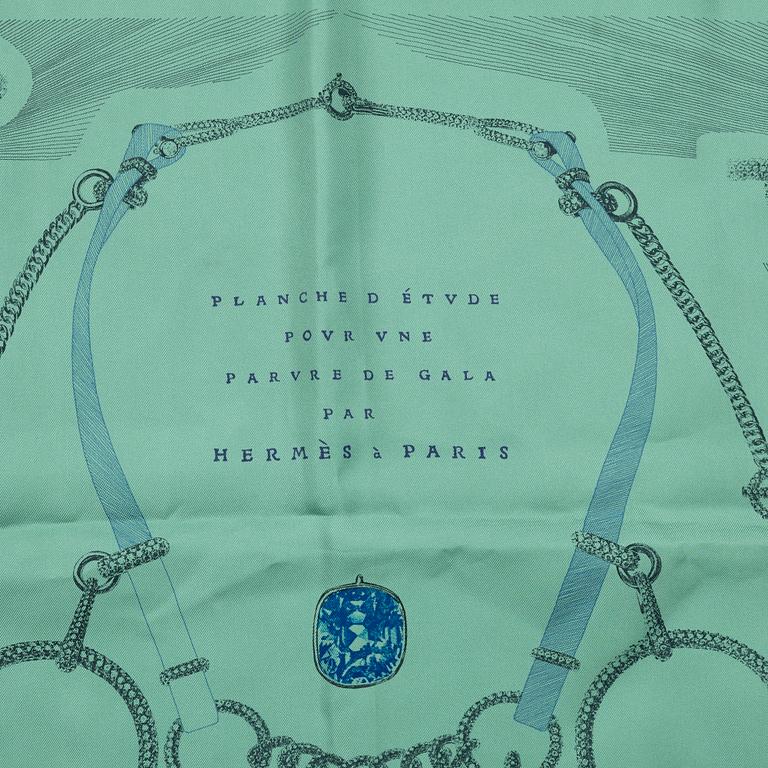 PLANCHE D ÉTVDE
POVR VNE
PARVRE DE GALA
PAR
HERMÈS à PARIS